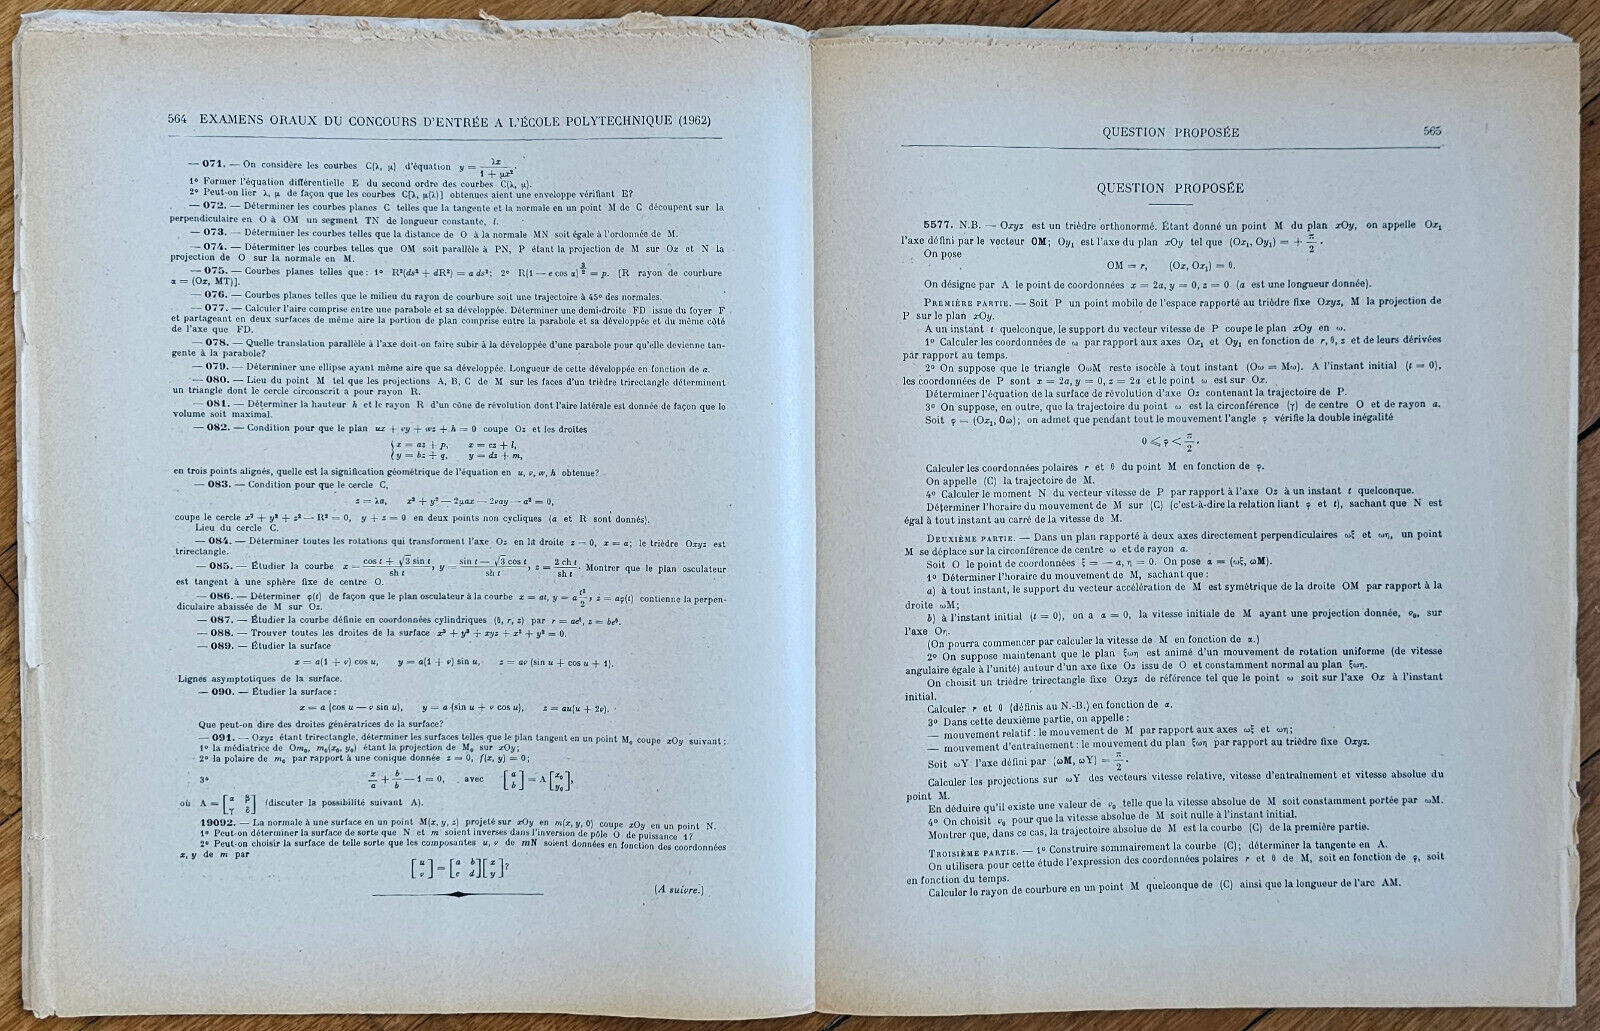 564 EXAMENS ORAUX DU CONCOURS D'ENTRÉE A L'ÉCOLE POLYTECHNIQUE (1962)
— 071. — On considère les courbes C(λ, μ) d'équation y = λx / (1 + μx²).
1° Former l'équation différentielle E du second ordre des courbes C(λ, μ).
2° Peut-on lier λ, μ de façon que les courbes C[λ, μ(λ)] obtenues aient une enveloppe vérifiant E?
— 072. — Déterminer les courbes planes C telles que la tangente et la normale en un point M de C découpent sur la
perpendiculaire en O à OM un segment TN de longueur constante, l.
— 073. — Déterminer les courbes telles que la distance de O à la normale MN soit égale à l'ordonnée de M.
— 074. — Déterminer les courbes telles que OM soit parallèle à PN, P étant la projection de M sur Ox et N la
projection de O sur la normale en M.
— 075. — Courbes planes telles que : 1° R²(ds² + dR²) = a ds²; 2° R(1 — e cos α)^(3/2) = p. [R rayon de courbure
α = (Ox, MT)].
— 076. — Courbes planes telles que le milieu du rayon de courbure soit une trajectoire à 45° des normales.
— 077. — Calculer l'aire comprise entre une parabole et sa développée. Déterminer une demi-droite FD issue du foyer F
et partageant en deux surfaces de même aire la portion de plan comprise entre la parabole et sa développée et du même côté
de l'axe que FD.
— 078. — Quelle translation parallèle à l'axe doit-on faire subir à la développée d'une parabole pour qu'elle devienne tan-
gente à la parabole?
— 079. — Déterminer une ellipse ayant même aire que sa développée. Longueur de cette développée en fonction de a.
— 080. — Lieu du point M tel que les projections A, B, C de M sur les faces d'un trièdre trirectangle déterminent
un triangle dont le cercle circonscrit a pour rayon R.
— 081. — Déterminer la hauteur h et le rayon R d'un cône de révolution dont l'aire latérale est donnée de façon que le
volume soit maximal.
— 082. — Condition pour que le plan ux + vy + wz + h = 0 coupe Oz et les droites
{ x = az + p, x = cz + l,
{ y = bz + q, y = dz + m,
en trois points alignés, quelle est la signification géométrique de l'équation en u, v, w, h obtenue?
— 083. — Condition pour que le cercle C,
z = λa, x² + y² — 2μax — 2νay — a² = 0,
coupe le cercle x² + y² + z² — R² = 0, y + z = 0 en deux points non cycliques (a et R sont donnés).
Lieu du cercle C.
— 084. — Déterminer toutes les rotations qui transforment l'axe Oz en la droite z = 0, x = a; le trièdre Oxyz est
trirectangle.
— 085. — Étudier la courbe x = (cos t + √3 sin t) / sh t, y = (sin t — √3 cos t) / sh t, z = 2 ch t / sh t. Montrer que le plan osculateur
est tangent à une sphère fixe de centre O.
— 086. — Déterminer φ(t) de façon que le plan osculateur à la courbe x = at, y = a t²/2, z = aφ(t) contienne la perpen-
diculaire abaissée de M sur Oz.
— 087. — Étudier la courbe définie en coordonnées cylindriques (θ, r, z) par r = aeᶿ, z = beᶿ.
— 088. — Trouver toutes les droites de la surface x³ + y³ + xyz + x² + y² = 0.
— 089. — Étudier la surface
x = a(1 + v) cos u, y = a(1 + v) sin u, z = av (sin u + cos u + 1).
Lignes asymptotiques de la surface.
— 090. — Étudier la surface :
x = a (cos u — v sin u), y = a (sin u + v cos u), z = au(u + 2v).
Que peut-on dire des droites génératrices de la surface?
— 091. — Oxyz étant trirectangle, déterminer les surfaces telles que le plan tangent en un point M₀ coupe xOy suivant :
1° la médiatrice de Om₀, m₀(x₀, y₀) étant la projection de M₀ sur xOy;
2° la polaire de m₀ par rapport à une conique donnée z = 0, f(x, y) = 0;
3° x/a + y/b — 1 = 0, avec [a b] = A [x₀ y₀],
où A = [α β γ δ] (discuter la possibilité suivant A).
19092. — La normale à une surface en un point M(x, y, z) projeté sur xOy en m(x, y, 0) coupe xOy en un point N.
1° Peut-on déterminer la surface de sorte que N et m soient inverses dans l'inversion de pôle O de puissance 1?
2° Peut-on choisir la surface de telle sorte que les composantes u, v de mN soient données en fonction des coordonnées
x, y de m par
[u v] = [a b c d][x y]?
(A suivre.)
QUESTION PROPOSÉE 565
QUESTION PROPOSÉE
5577. N.B. — Oxyz est un trièdre orthonormé. Étant donné un point M du plan xOy, on appelle Ox₁
l'axe défini par le vecteur OM; Oy₁ est l'axe du plan xOy tel que (Ox₁, Oy₁) = + π/2.
On pose
OM = r, (Ox, Ox₁) = θ.
On désigne par A le point de coordonnées x = 2a, y = 0, z = 0 (a est une longueur donnée).
PREMIÈRE PARTIE. — Soit P un point mobile de l'espace rapporté au trièdre fixe Oxyz, M la projection de
P sur le plan xOy.
A un instant t quelconque, le support du vecteur vitesse de P coupe le plan xOy en ω.
1° Calculer les coordonnées de ω par rapport aux axes Ox₁ et Oy₁ en fonction de r, θ, z et de leurs dérivées
par rapport au temps.
2° On suppose que le triangle OωM reste isocèle à tout instant (Oω = Mω). A l'instant initial (t = 0),
les coordonnées de P sont x = 2a, y = 0, z = 2a et le point ω est sur Ox.
Déterminer l'équation de la surface de révolution d'axe Oz contenant la trajectoire de P.
3° On suppose, en outre, que la trajectoire du point ω est la circonférence (γ) de centre O et de rayon a.
Soit φ = (Ox₁, Oω); on admet que pendant tout le mouvement l'angle φ vérifie la double inégalité
0 ⩽ φ < π/2.
Calculer les coordonnées polaires r et θ du point M en fonction de φ.
On appelle (C) la trajectoire de M.
4° Calculer le moment N du vecteur vitesse de P par rapport à l'axe Oz à un instant t quelconque.
Déterminer l'horaire du mouvement de M sur (C) (c'est-à-dire la relation liant φ et t), sachant que N est
égal à tout instant au carré de la vitesse de M.
DEUXIÈME PARTIE. — Dans un plan rapporté à deux axes directement perpendiculaires ωξ et ωη, un point
M se déplace sur la circonférence de centre ω et de rayon a.
Soit O le point de coordonnées ξ = — a, η = 0. On pose α = (ωξ, ωM).
1° Déterminer l'horaire du mouvement de M, sachant que :
a) à tout instant, le support du vecteur accélération de M est symétrique de la droite OM par rapport à la
droite ωM;
b) à l'instant initial (t = 0), on a α = 0, la vitesse initiale de M ayant une projection donnée, v₀, sur
l'axe Oη.
(On pourra commencer par calculer la vitesse de M en fonction de α.)
2° On suppose maintenant que le plan ξωη est animé d'un mouvement de rotation uniforme (de vitesse
angulaire égale à l'unité) autour d'un axe fixe Oz issu de O et constamment normal au plan ξωη.
On choisit un trièdre trirectangle fixe Oxyz de référence tel que le point ω soit sur l'axe Ox à l'instant
initial.
Calculer r et θ (définis au N.-B.) en fonction de α.
3° Dans cette deuxième partie, on appelle :
— mouvement relatif : le mouvement de M par rapport aux axes ωξ et ωη;
— mouvement d'entraînement : le mouvement du plan ξωη par rapport au trièdre fixe Oxyz.
Soit ωY l'axe défini par (ωM, ωY) = π/2.
Calculer les projections sur ωY des vecteurs vitesse relative, vitesse d'entraînement et vitesse absolue du
point M.
En déduire qu'il existe une valeur de v₀ telle que la vitesse absolue de M soit constamment portée par ωM.
4° On choisit v₀ pour que la vitesse absolue de M soit nulle à l'instant initial.
Montrer que, dans ce cas, la trajectoire absolue de M est la courbe (C) de la première partie.
TROISIÈME PARTIE. — 1° Construire sommairement la courbe (C); déterminer la tangente en A.
On utilisera pour cette étude l'expression des coordonnées polaires r et θ de M, soit en fonction de φ, soit
en fonction du temps.
Calculer le rayon de courbure en un point M quelconque de (C) ainsi que la longueur de l'arc AM.